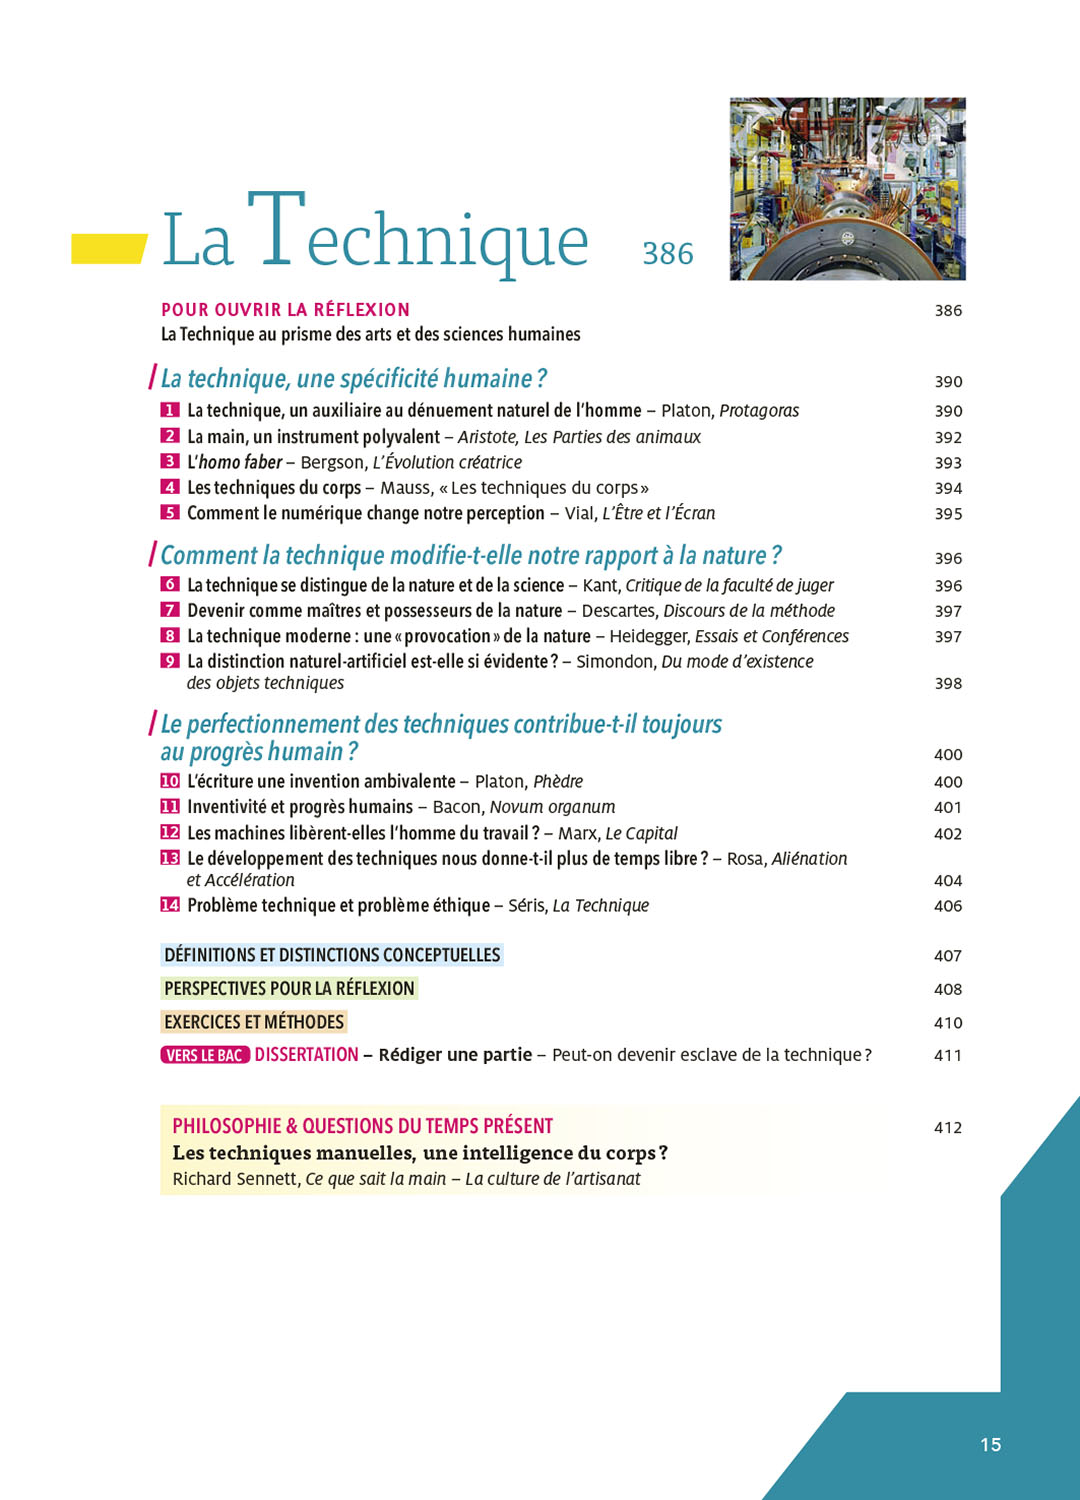 La Technique 386
POUR OUVRIR LA RÉFLEXION 386
La Technique au prisme des arts et des sciences humaines
La technique, une spécificité humaine ? 390
1 La technique, un auxiliaire au dénuement naturel de l’homme – Platon, Protagoras 390
2 La main, un instrument polyvalent – Aristote, Les Parties des animaux 392
3 L’homo faber – Bergson, L’Évolution créatrice 393
4 Les techniques du corps – Mauss, « Les techniques du corps » 394
5 Comment le numérique change notre perception – Vial, L’Être et l’Écran 395
Comment la technique modifie-t-elle notre rapport à la nature ? 396
6 La technique se distingue de la nature et de la science – Kant, Critique de la faculté de juger 396
7 Devenir comme maîtres et possesseurs de la nature – Descartes, Discours de la méthode 397
8 La technique moderne : une « provocation » de la nature – Heidegger, Essais et Conférences 397
9 La distinction naturel-artificiel est-elle si évidente ? – Simondon, Du mode d’existence
des objets techniques 398
Le perfectionnement des techniques contribue-t-il toujours
au progrès humain ? 400
10 L’écriture une invention ambivalente – Platon, Phèdre 400
11 Inventivité et progrès humains – Bacon, Novum organum 401
12 Les machines libèrent-elles l’homme du travail ? – Marx, Le Capital 402
13 Le développement des techniques nous donne-t-il plus de temps libre ? – Rosa, Aliénation
et Accélération 404
14 Problème technique et problème éthique – Séris, La Technique 406
DÉFINITIONS ET DISTINCTIONS CONCEPTUELLES 407
PERSPECTIVES POUR LA RÉFLEXION 408
EXERCICES ET MÉTHODES 410
VERS LE BAC DISSERTATION – Rédiger une partie – Peut-on devenir esclave de la technique ? 411
PHILOSOPHIE & QUESTIONS DU TEMPS PRÉSENT 412
Les techniques manuelles, une intelligence du corps ?
Richard Sennett, Ce que sait la main – La culture de l’artisanat
15